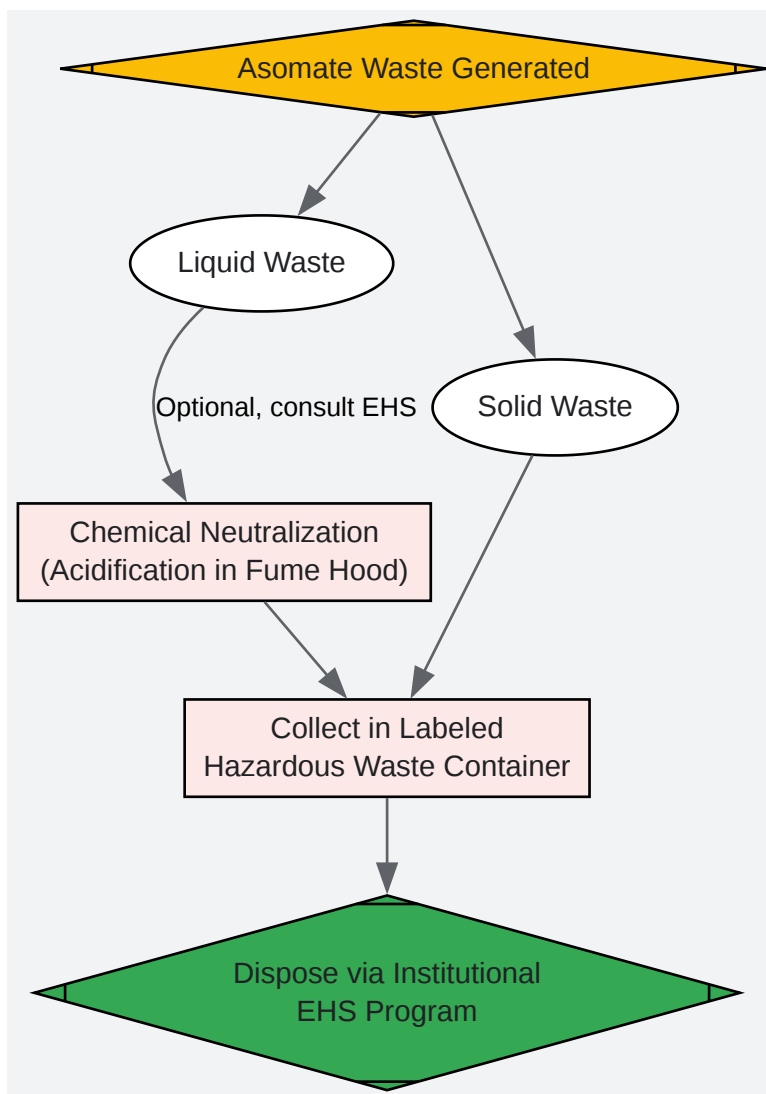 Asomate Waste Generated
Liquid Waste
Optional, consult EHS
Solid Waste
Chemical Neutralization
(Acidification in Fume Hood)
Collect in Labeled
Hazardous Waste Container
Dispose via Institutional
EHS Program